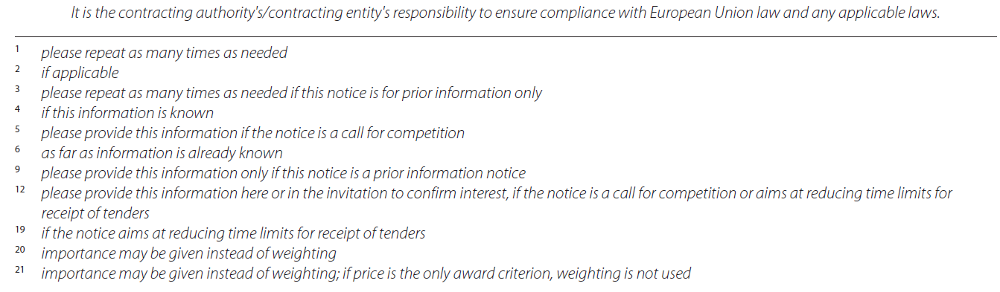 It is the contracting authority's/contracting entity's responsibility to ensure compliance with European Union law and any applicable laws.
1 please repeat as many times as needed
2 if applicable
3 please repeat as many times as needed if this notice is for prior information only
4 if this information is known
5 please provide this information if the notice is a call for competition
6 as far as information is already known
9 please provide this information only if this notice is a prior information notice
12 please provide this information here or in the invitation to confirm interest, if the notice is a call for competition or aims at reducing time limits for
receipt of tenders
19 if the notice aims at reducing time limits for receipt of tenders
20 importance may be given instead of weighting
21 importance may be given instead of weighting; if price is the only award criterion, weighting is not used